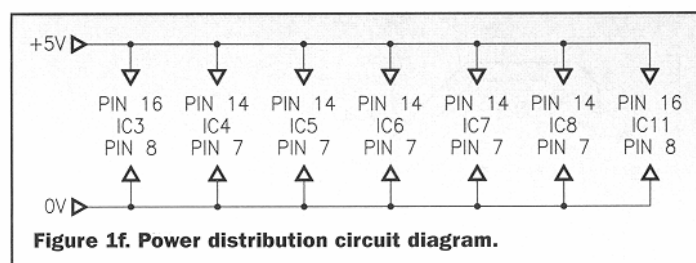 +5V
PIN 16 PIN 14 PIN 14 PIN 14 PIN 14 PIN 14 PIN 16
IC3 IC4 IC5 IC6 IC7 IC8 IC11
PIN 8 PIN 7 PIN 7 PIN 7 PIN 7 PIN 7 PIN 8
0V
Figure 1f. Power distribution circuit diagram.